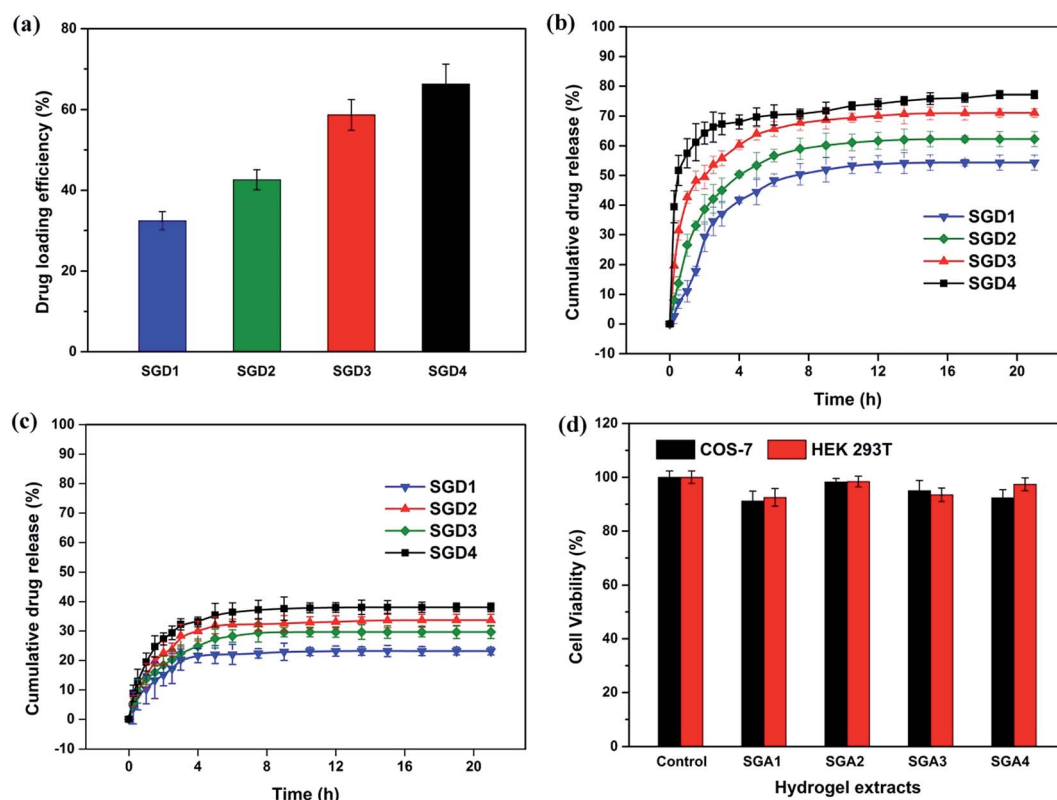 (a)
80
60
40
20
0
Drug loading efficiency (%)
SGD1 SGD2 SGD3 SGD4
(b)
100
90
80
70
60
50
40
30
20
10
0
-10
Cumulative drug release (%)
SGD1
SGD2
SGD3
SGD4
0 4 8 12 16 20
Time (h)
(c)
100
90
80
70
60
50
40
30
20
10
0
-10
Cumulative drug release (%)
SGD1
SGD2
SGD3
SGD4
0 4 8 12 16 20
Time (h)
(d)
120
100
80
60
40
20
0
Cell Viability (%)
COS-7 HEK 293T
Control SGA1 SGA2 SGA3 SGA4
Hydrogel extracts